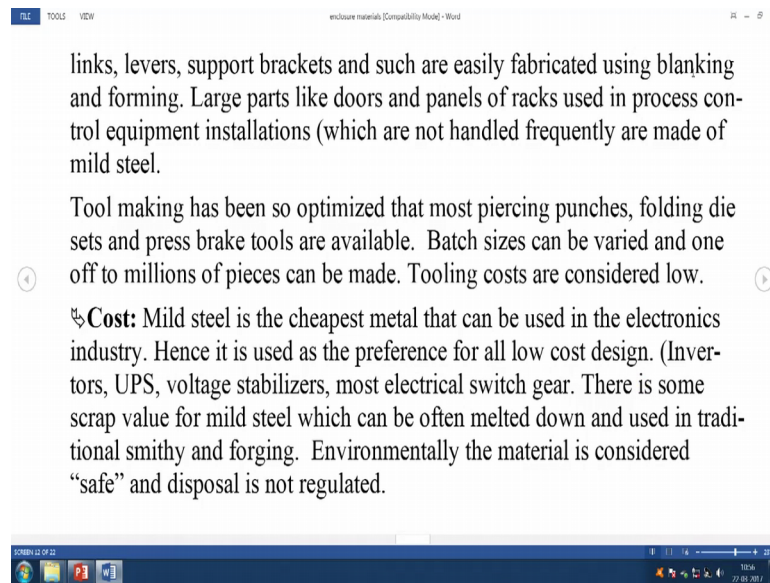 FILE TOOLS VIEW enclosure materials [Compatibility Mode] - Word
links, levers, support brackets and such are easily fabricated using blanking
and forming. Large parts like doors and panels of racks used in process con-
trol equipment installations (which are not handled frequently are made of
mild steel.
Tool making has been so optimized that most piercing punches, folding die
sets and press brake tools are available. Batch sizes can be varied and one
off to millions of pieces can be made. Tooling costs are considered low.
Cost: Mild steel is the cheapest metal that can be used in the electronics
industry. Hence it is used as the preference for all low cost design. (Inver-
tors, UPS, voltage stabilizers, most electrical switch gear. There is some
scrap value for mild steel which can be often melted down and used in tradi-
tional smithy and forging. Environmentally the material is considered
“safe” and disposal is not regulated.
SCREEN 12 OF 22
10:56
22-03-2017